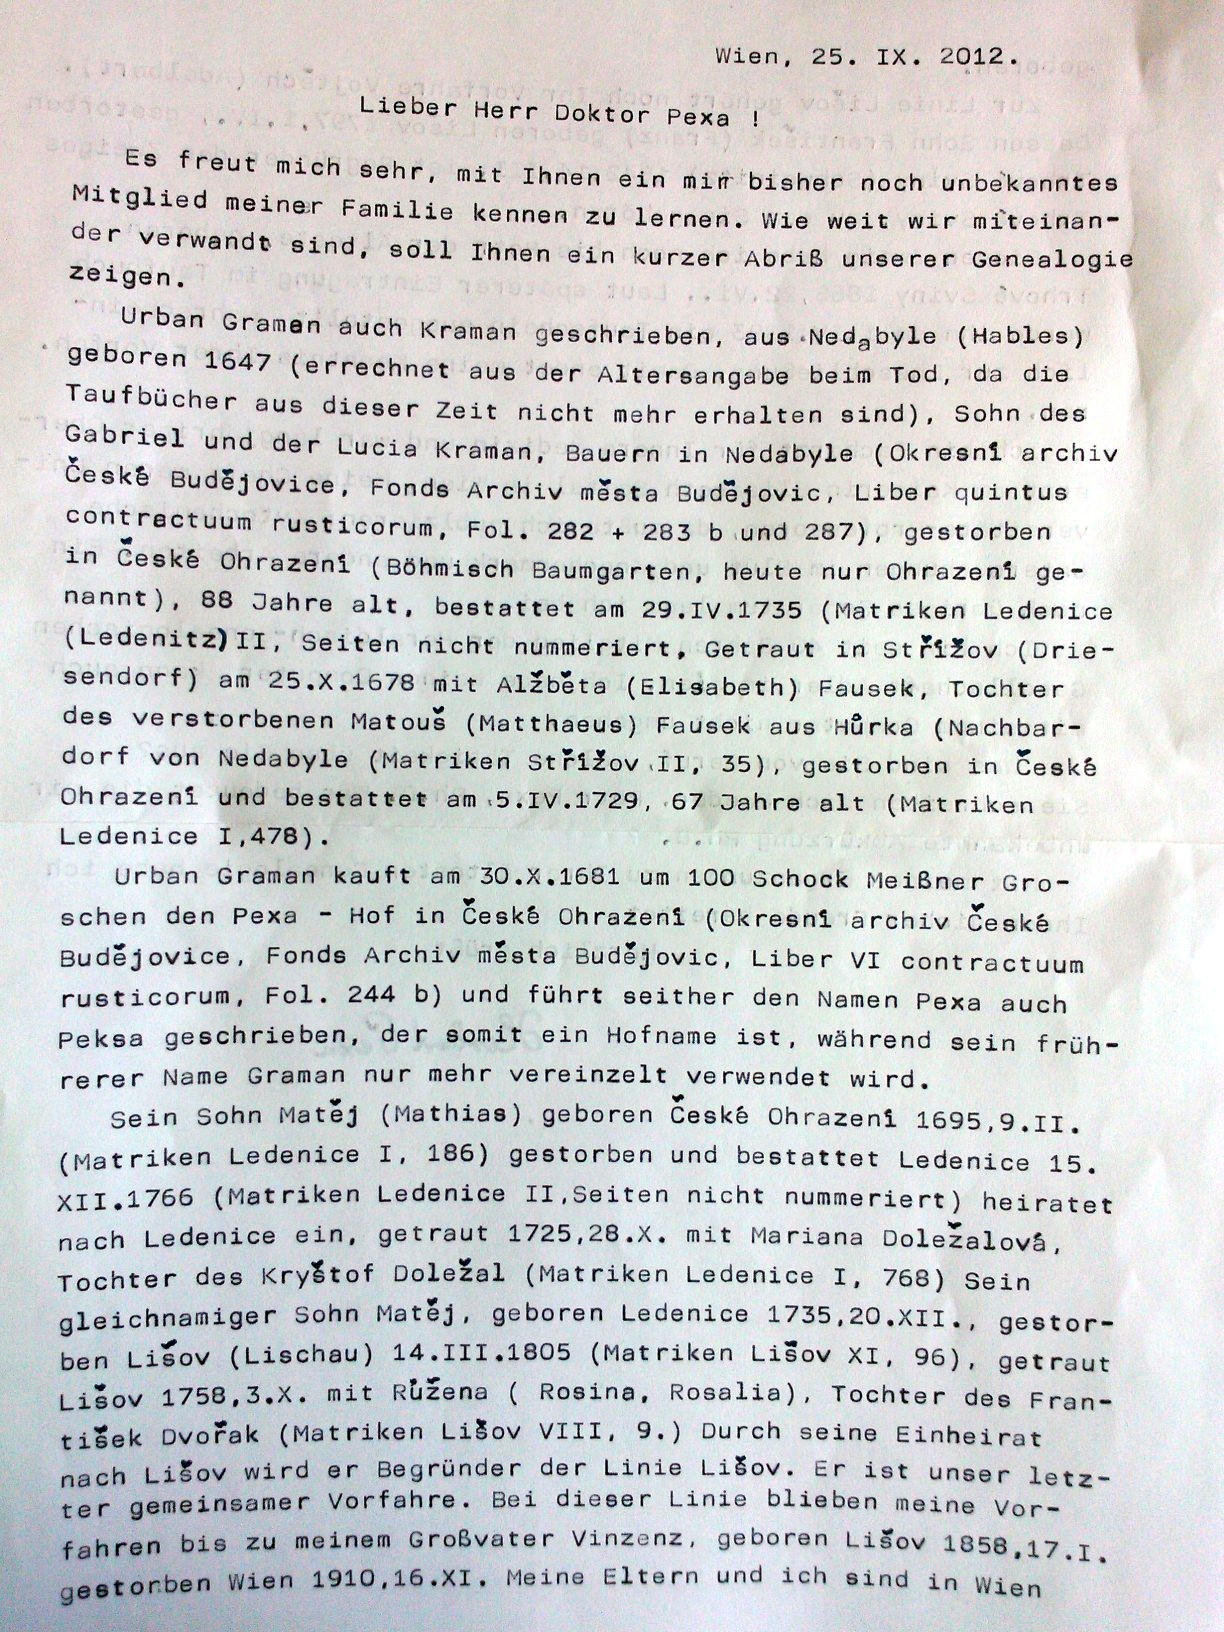 Wien, 25. IX. 2012.
Lieber Herr Doktor Pexa !
Es freut mich sehr, mit Ihnen ein mir bisher noch unbekanntes
Mitglied meiner Familie kennen zu lernen. Wie weit wir miteinan-
der verwandt sind, soll Ihnen ein kurzer Abriß unserer Genealogie
zeigen.
Urban Graman auch Kraman geschrieben, aus Nedabyle (Hables)
geboren 1647 (errechnet aus der Altersangabe beim Tod, da die
Taufbücher aus dieser Zeit nicht mehr erhalten sind), Sohn des
Gabriel und der Lucia Kraman, Bauern in Nedabyle (Okresní archiv
České Budějovice, Fonds Archiv města Budějovic, Liber quintus
contractuum rusticorum, Fol. 282 + 283 b und 287), gestorben
in České Ohrazení (Böhmisch Baumgarten, heute nur Ohrazení ge-
nannt), 88 Jahre alt, bestattet am 29.IV.1735 (Matriken Ledenice
(Ledenitz) II, Seiten nicht nummeriert, Getraut in Střížov (Drie-
sendorf) am 25.X.1678 mit Alžběta (Elisabeth) Fausek, Tochter
des verstorbenen Matouš (Matthaeus) Fausek aus Hůrka (Nachbar-
dorf von Nedabyle (Matriken Střížov II, 35), gestorben in České
Ohrazení und bestattet am 5.IV.1729, 67 Jahre alt (Matriken
Ledenice I,478).
Urban Graman kauft am 30.X.1681 um 100 Schock Meißner Gro-
schen den Pexa - Hof in České Ohrazení (Okresní archiv České
Budějovice, Fonds Archiv města Budějovic, Liber VI contractuum
rusticorum, Fol. 244 b) und führt seither den Namen Pexa auch
Peksa geschrieben, der somit ein Hofname ist, während sein früh-
rerer Name Graman nur mehr vereinzelt verwendet wird.
Sein Sohn Matěj (Mathias) geboren České Ohrazení 1695,9.II.
(Matriken Ledenice I, 186) gestorben und bestattet Ledenice 15.
XII.1766 (Matriken Ledenice II,Seiten nicht nummeriert) heiratet
nach Ledenice ein, getraut 1725,28.X. mit Mariana Doležalová,
Tochter des Kryštof Doležal (Matriken Ledenice I, 768) Sein
gleichnamiger Sohn Matěj, geboren Ledenice 1735,20.XII., gestor-
ben Lišov (Lischau) 14.III.1805 (Matriken Lišov XI, 96), getraut
Lišov 1758,3.X. mit Růžena ( Rosina, Rosalia), Tochter des Fran-
tišek Dvořak (Matriken Lišov VIII, 9.) Durch seine Einheirat
nach Lišov wird er Begründer der Linie Lišov. Er ist unser letz-
ter gemeinsamer Vorfahre. Bei dieser Linie blieben meine Vor-
fahren bis zu meinem Großvater Vinzenz, geboren Lišov 1858,17.I.
gestorben Wien 1910,16.XI. Meine Eltern und ich sind in Wien